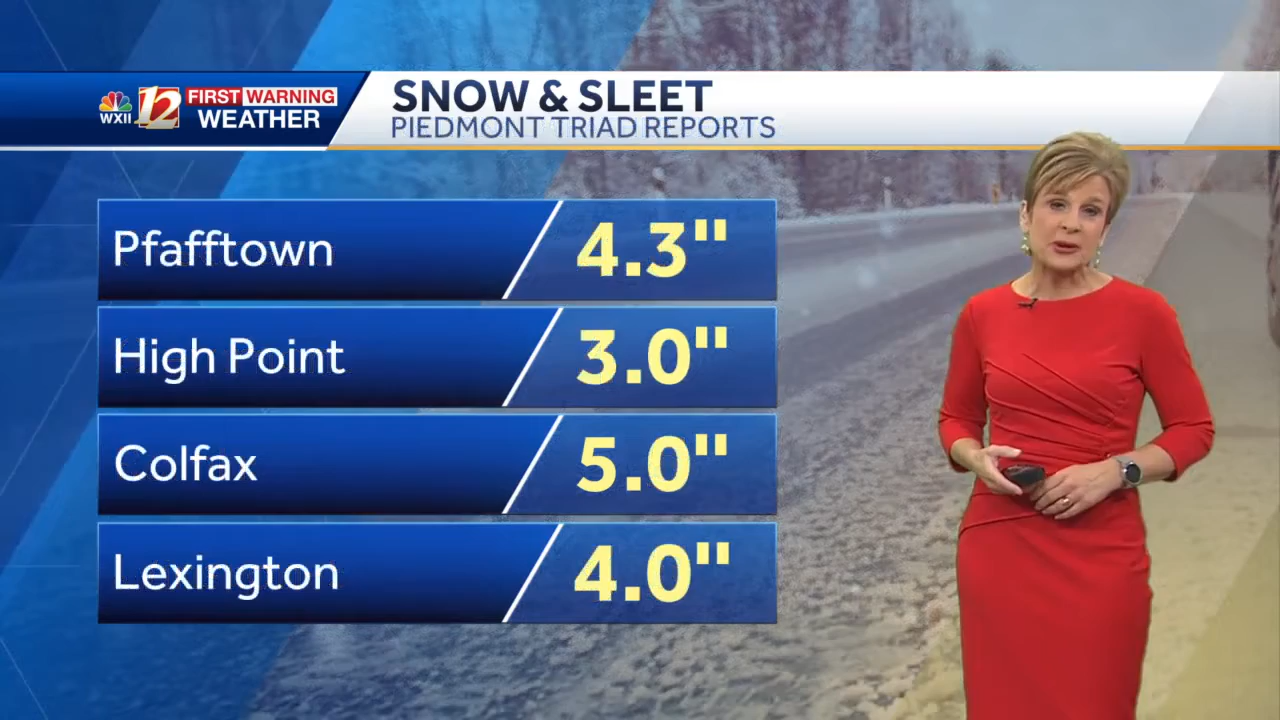 WXII 12 FIRST WARNING
WEATHER
SNOW & SLEET
PIEDMONT TRIAD REPORTS
Pfafftown 4.3"
High Point 3.0"
Colfax 5.0"
Lexington 4.0"